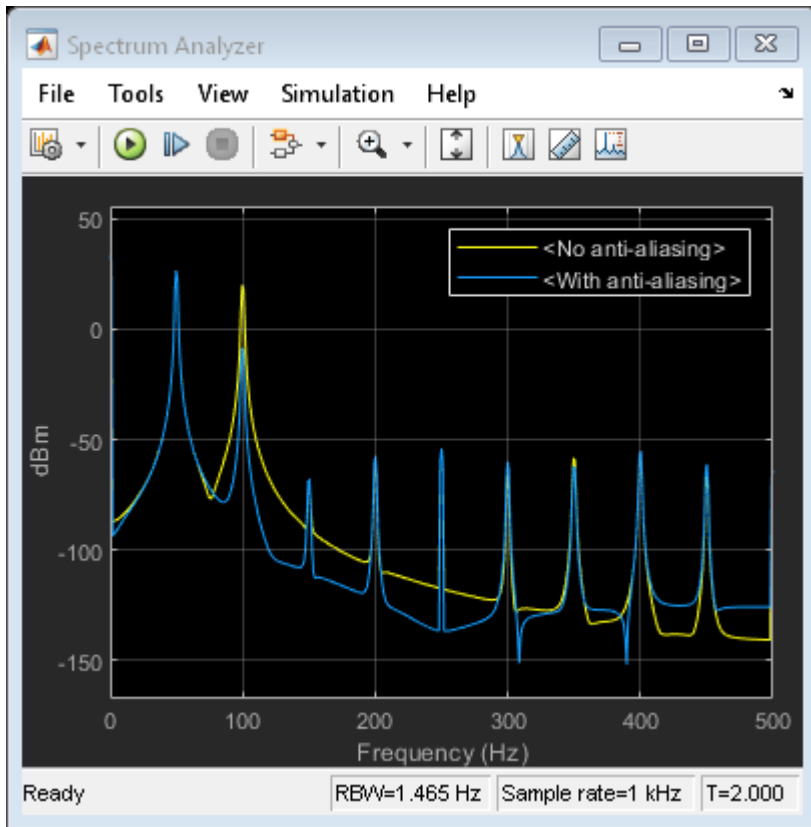 Spectrum Analyzer
File Tools View Simulation Help
50
0
-50
-100
-150
dBm
<No anti-aliasing>
<With anti-aliasing>
0 100 200 300 400 500
Frequency (Hz)
Ready RBW=1.465 Hz Sample rate=1 kHz T=2.000